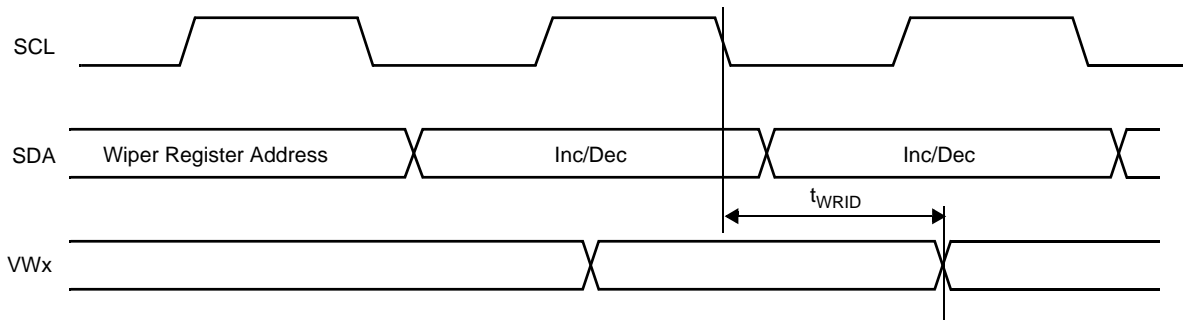 SCL
SDA Wiper Register Address Inc/Dec Inc/Dec
tWRID
VWx